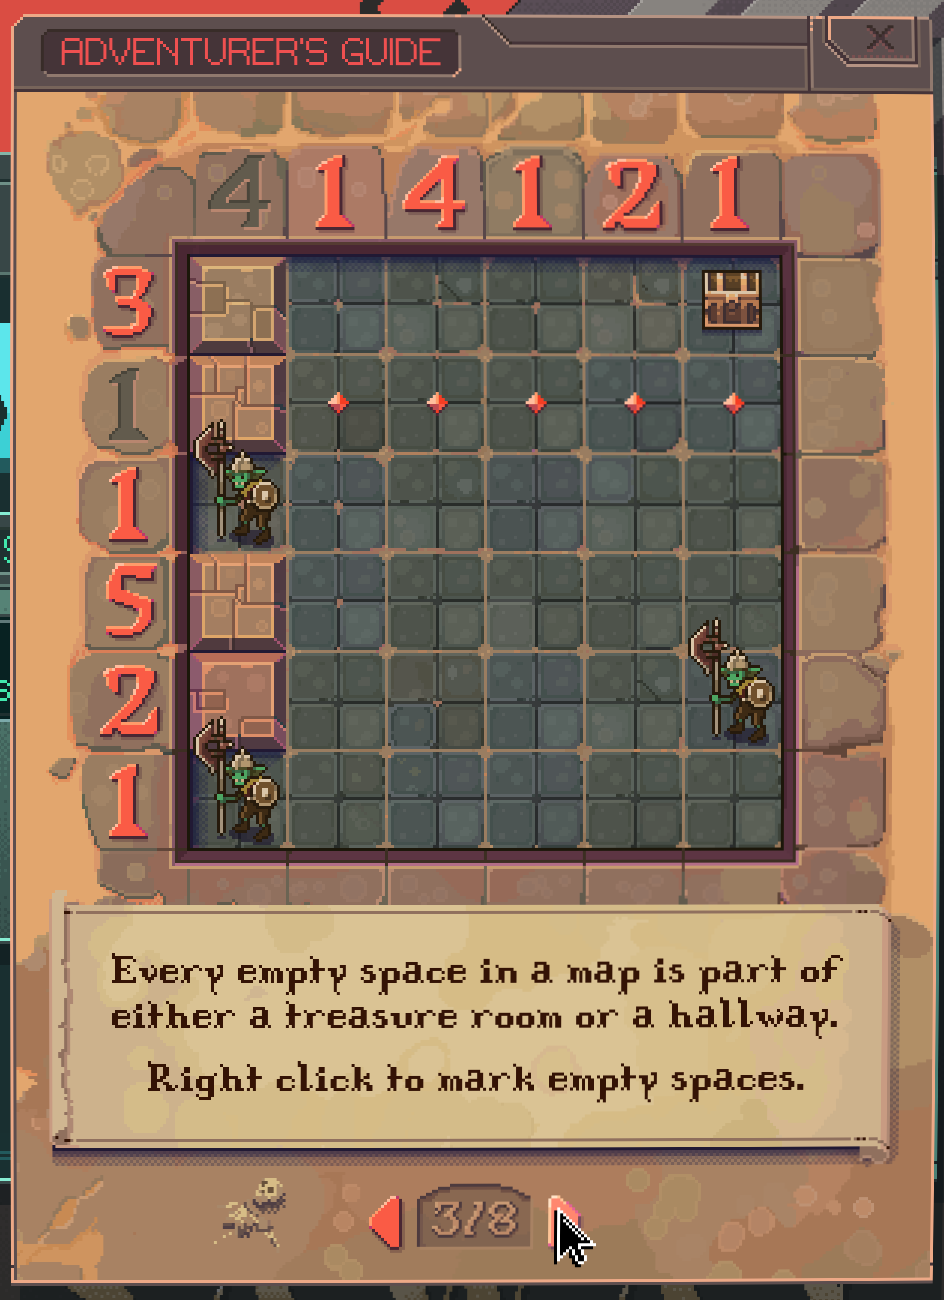 ADVENTURER'S GUIDE
X
4 1 4 1 2 1
3
1
1
5
2
1
Every empty space in a map is part of
either a treasure room or a hallway.
Right click to mark empty spaces.
3/8